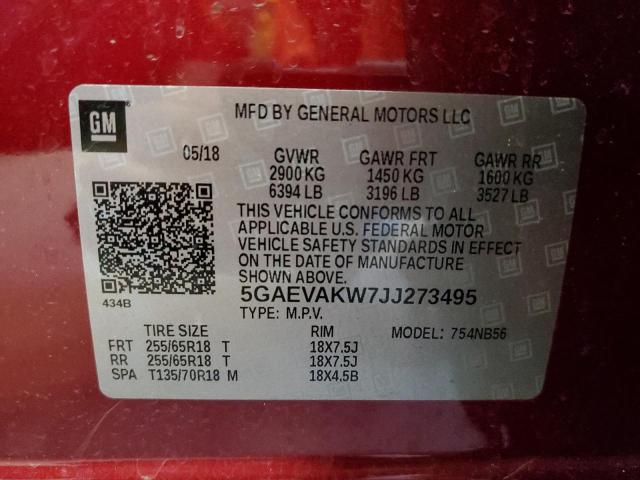 GM
MFD BY GENERAL MOTORS LLC
05/18 GVWR GAWR FRT GAWR RR
2900 KG 1450 KG 1600 KG
6394 LB 3196 LB 3527 LB
THIS VEHICLE CONFORMS TO ALL
APPLICABLE U.S. FEDERAL MOTOR
VEHICLE SAFETY STANDARDS IN EFFECT
ON THE DATE OF MANUFACTURE
SHOWN ABOVE.
434B
5GAEVAKW7JJ273495
TYPE: M.P.V.
TIRE SIZE RIM MODEL: 754NB56
FRT 255/65R18 T 18X7.5J
RR 255/65R18 T 18X7.5J
SPA T135/70R18 M 18X4.5B